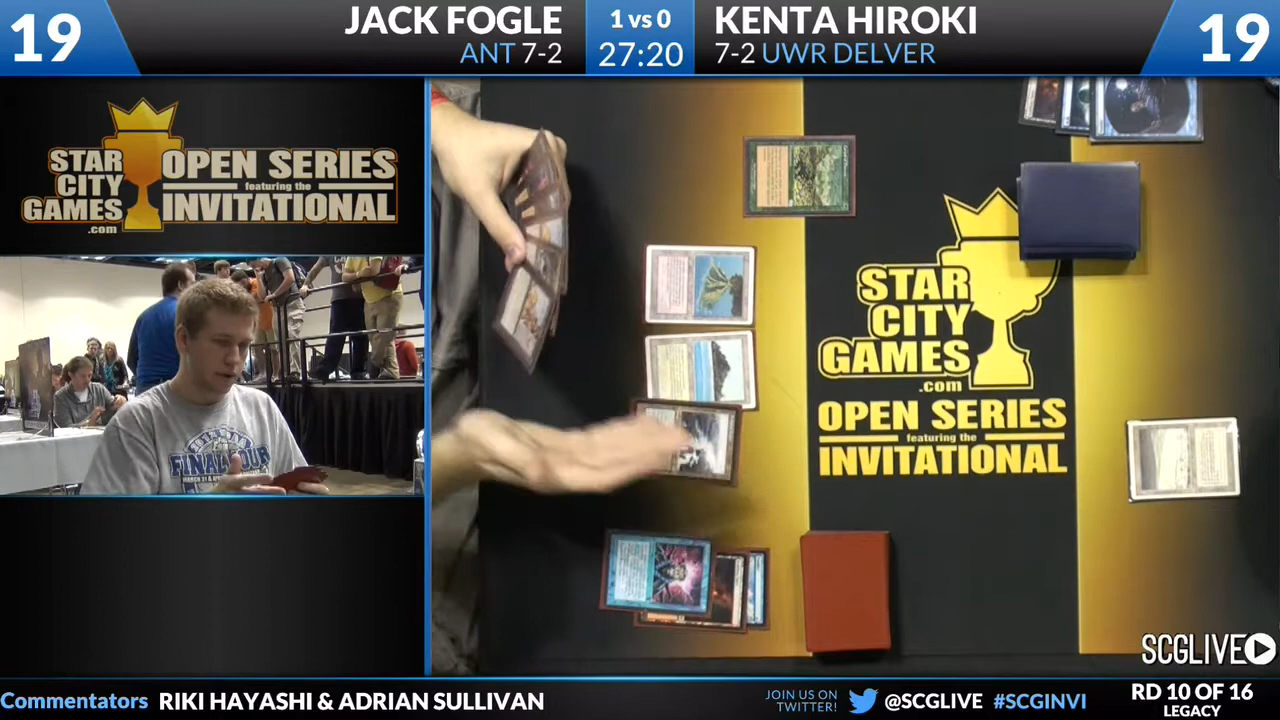 19
JACK FOGLE
ANT 7-2
1 vs 0
27:20
KENTA HIROKI
7-2 UWR DELVER
19
STAR
CITY
GAMES
.com
OPEN SERIES
featuring the
INVITATIONAL
FINAL
STAR
CITY
GAMES
.com
OPEN SERIES
featuring the
INVITATIONAL
SCGLIVE
Commentators RIKI HAYASHI & ADRIAN SULLIVAN
JOIN US ON
TWITTER!
@SCGLIVE #SCGINVI
RD 10 OF 16
LEGACY